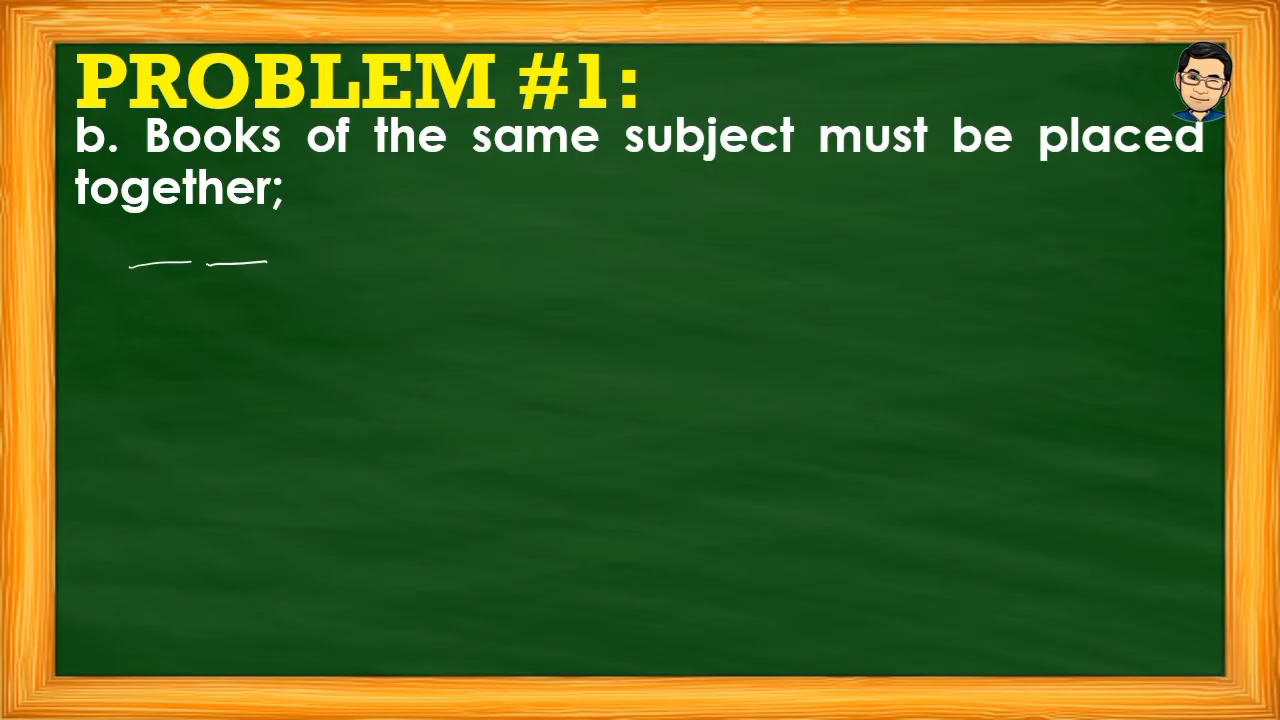 PROBLEM #1:
b. Books of the same subject must be placed
together;